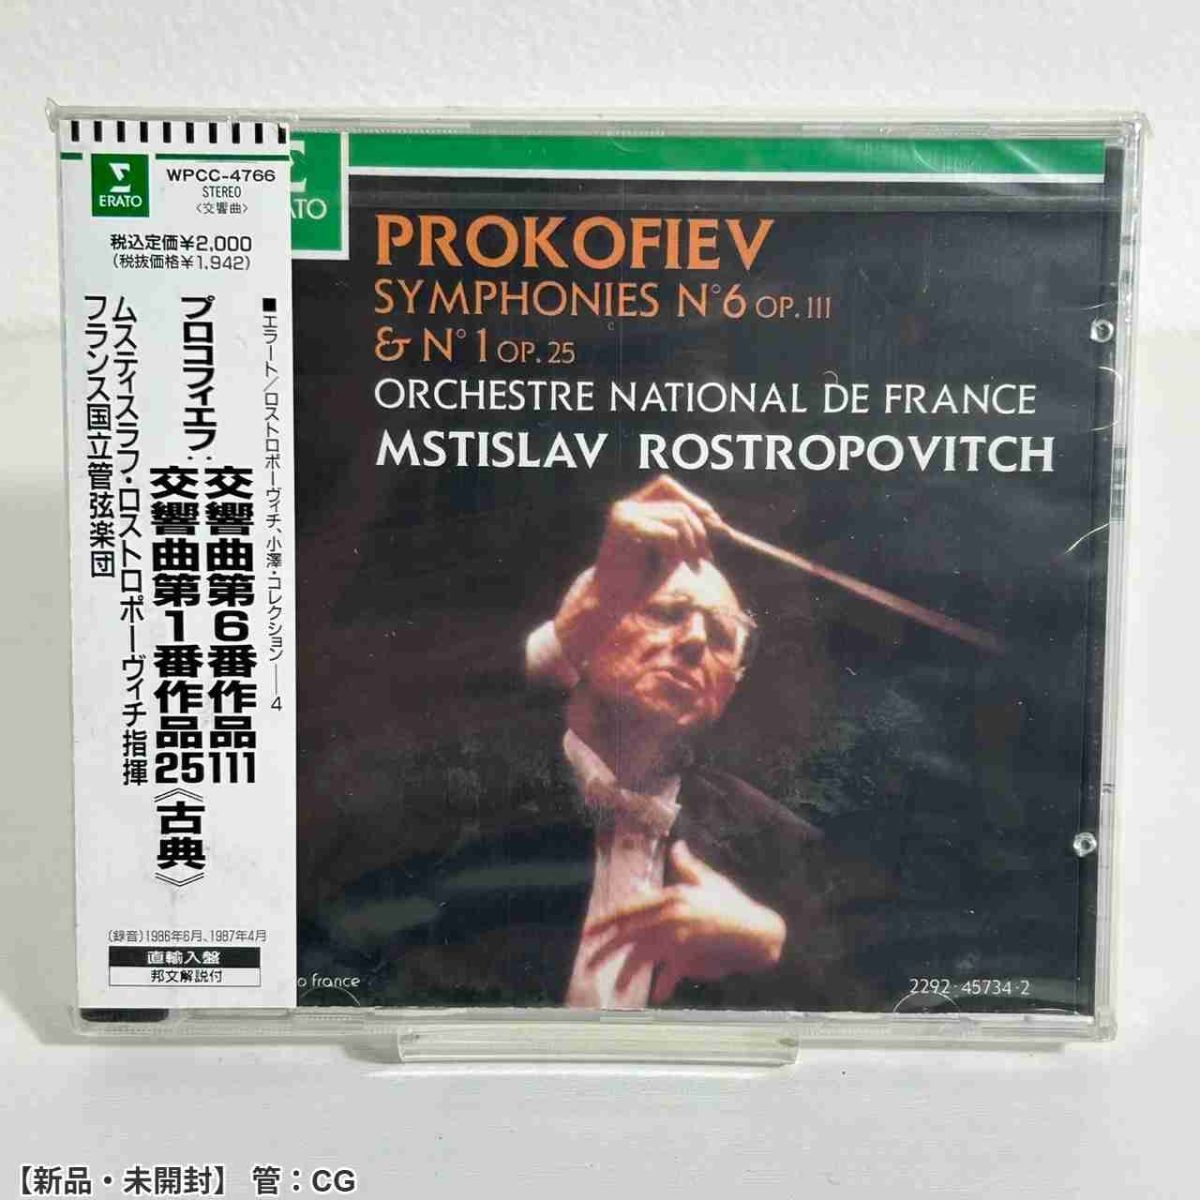 ERATO
WPCC-4766
STEREO
〈交響曲〉
税込定価¥2,000
(税抜価格¥1,942)
■エラート/ロストロポーヴィチ、小澤・コレクション——4
プロコフィエフ:
交響曲第6番作品111
交響曲第1番作品25《古典》
ムスティスラフ・ロストロポーヴィチ指揮
フランス国立管弦楽団
(録音)1986年6月、1987年4月
直輸入盤
邦文解説付
ATO
PROKOFIEV
SYMPHONIES N°6 OP. III
& N° 1 OP. 25
ORCHESTRE NATIONAL DE FRANCE
MSTISLAV ROSTROPOVITCH
o france
2292-45734-2
【新品・未開封】 管:CG